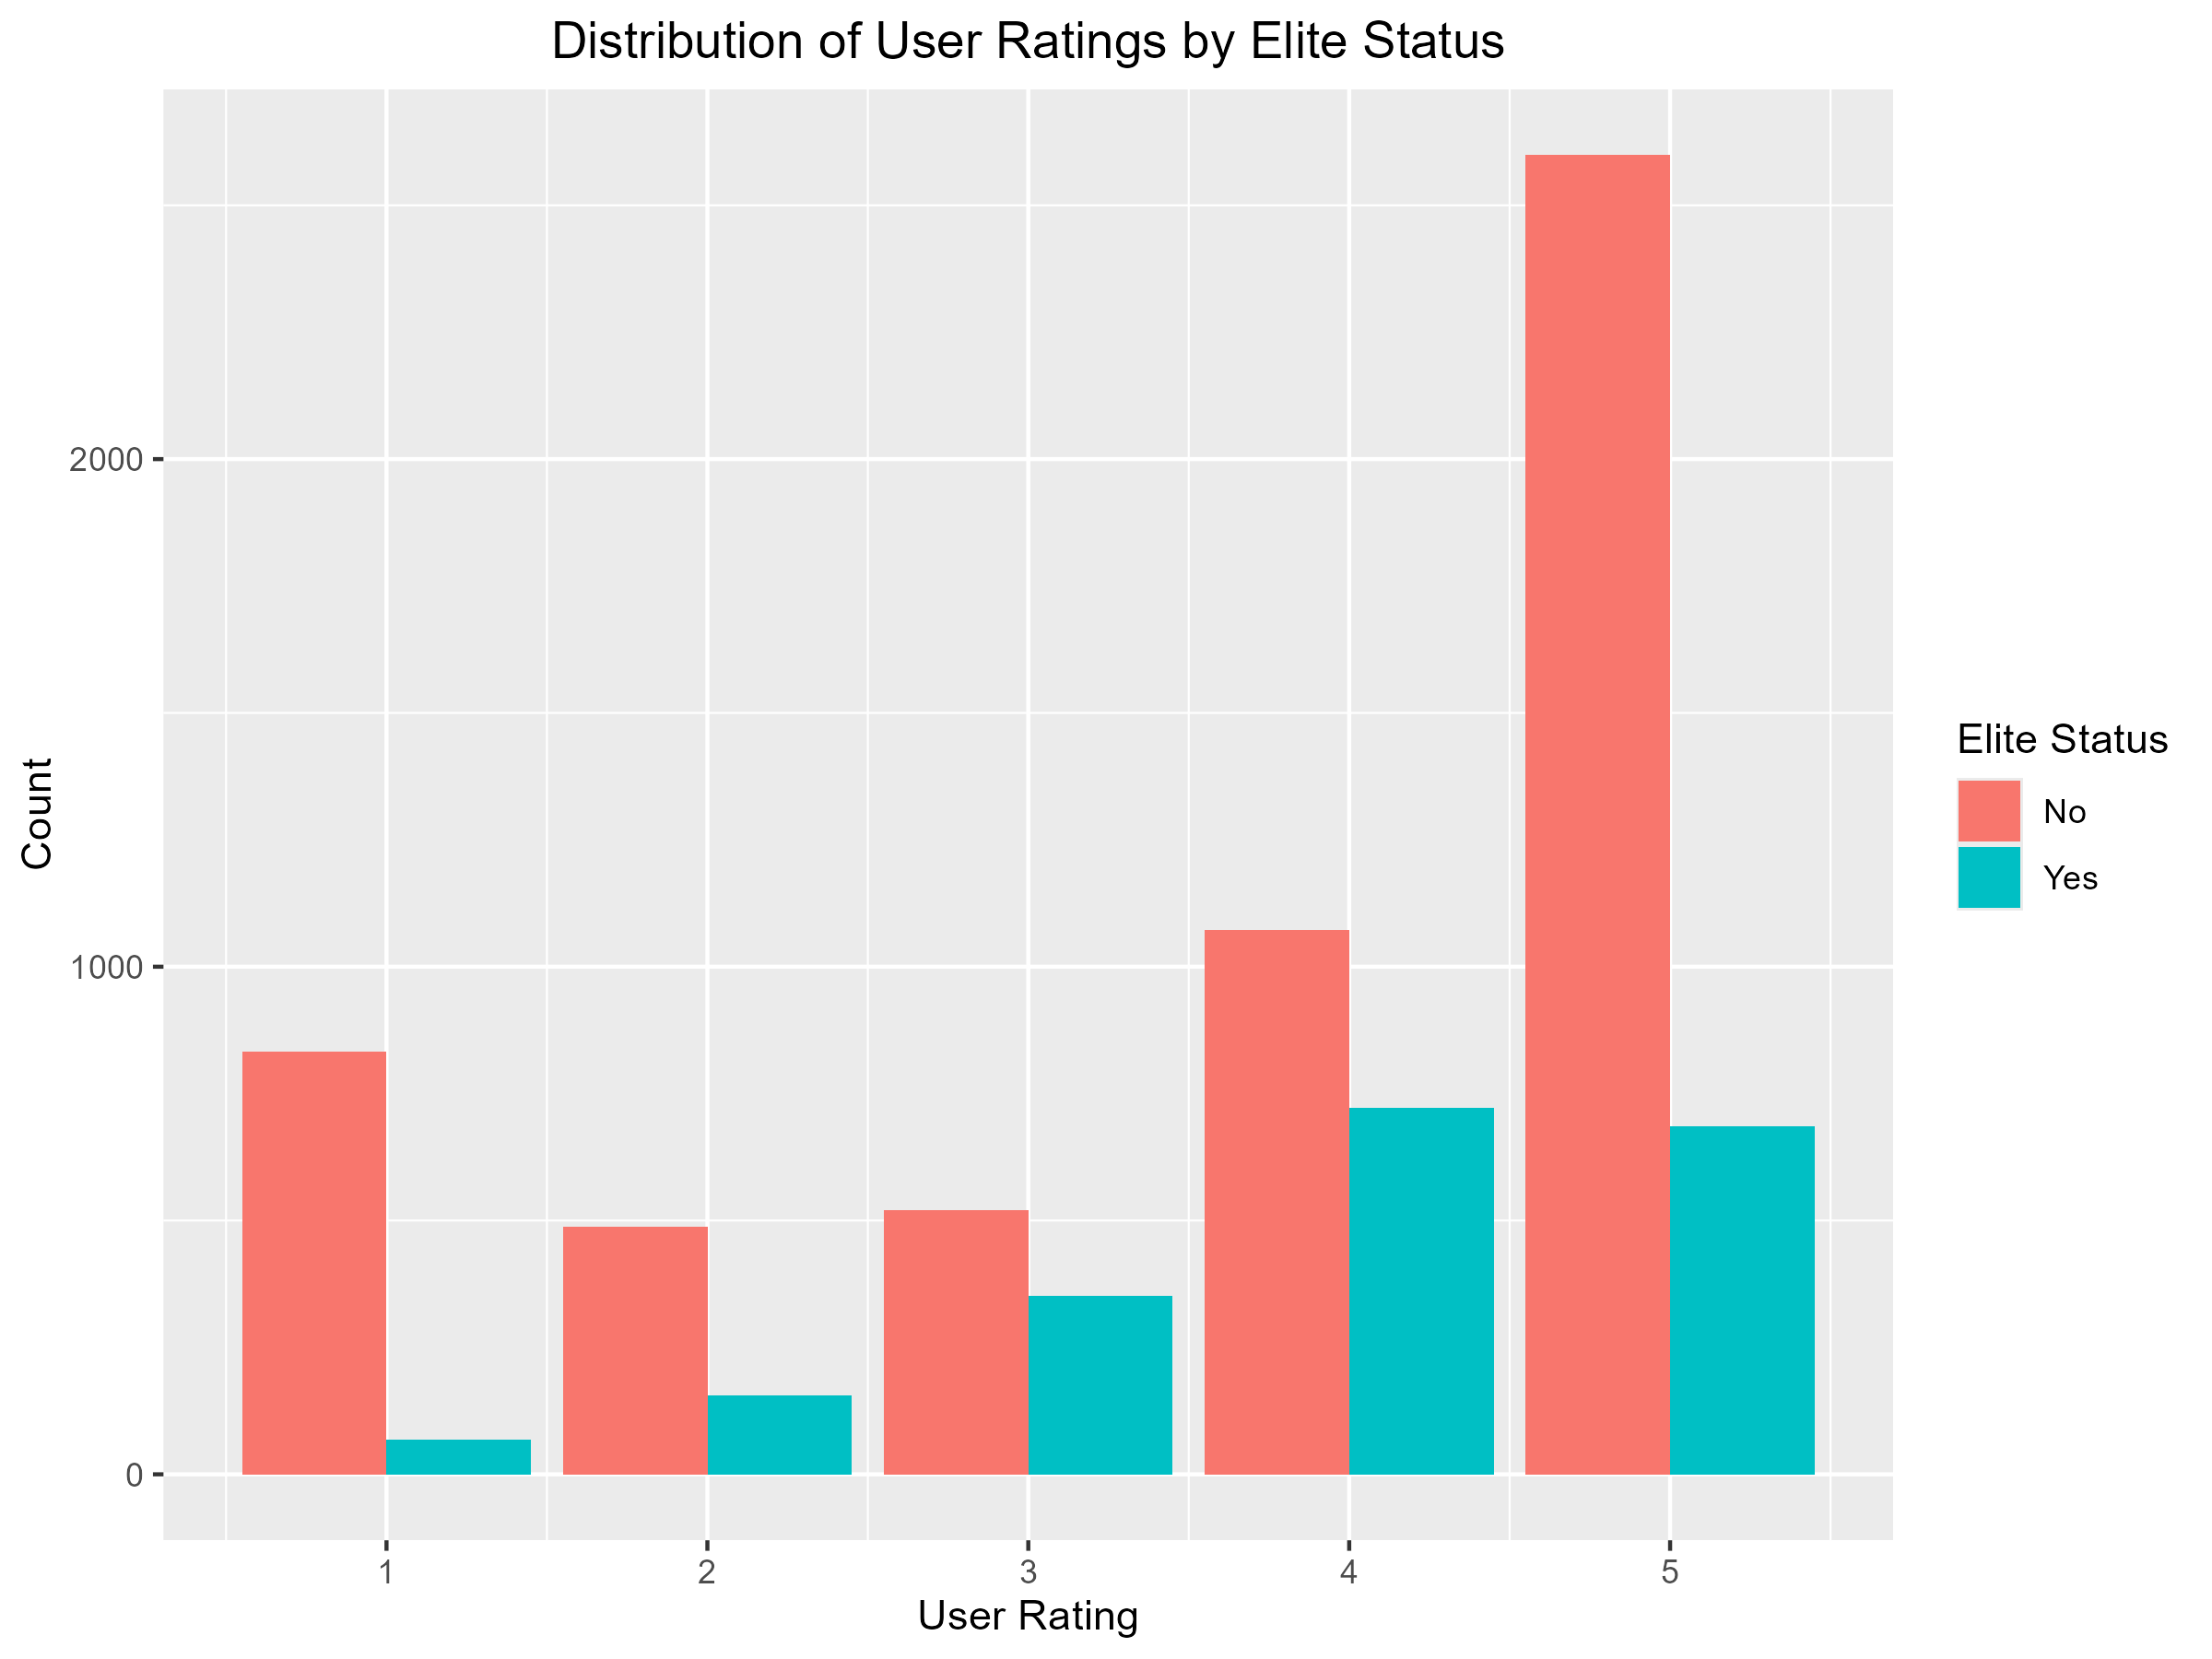 Distribution of User Ratings by Elite Status
Count
2000
1000
0
1 2 3 4 5
User Rating
Elite Status
No
Yes